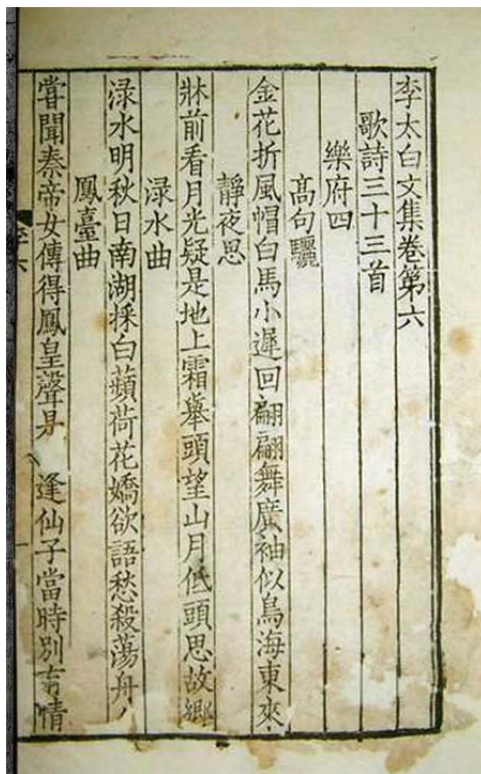 李太白文集卷第六
歌詩三十三首
樂府四
高句驪
金花折風帽白馬小遲回翩翩舞廣袖似鳥海東來
靜夜思
牀前看月光疑是地上霜舉頭望山月低頭思故鄉
淥水曲
淥水明秋日南湖採白蘋荷花嬌欲語愁殺蕩舟
鳳臺曲
甞聞秦帝女傳得鳳皇聲是逢仙子當時別有情